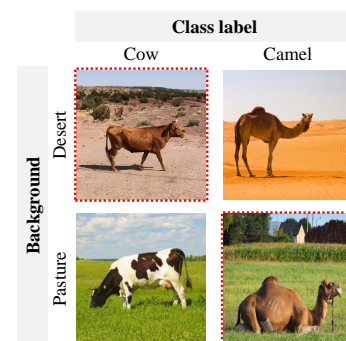 Class label
Cow Camel
Background
Desert
Pasture